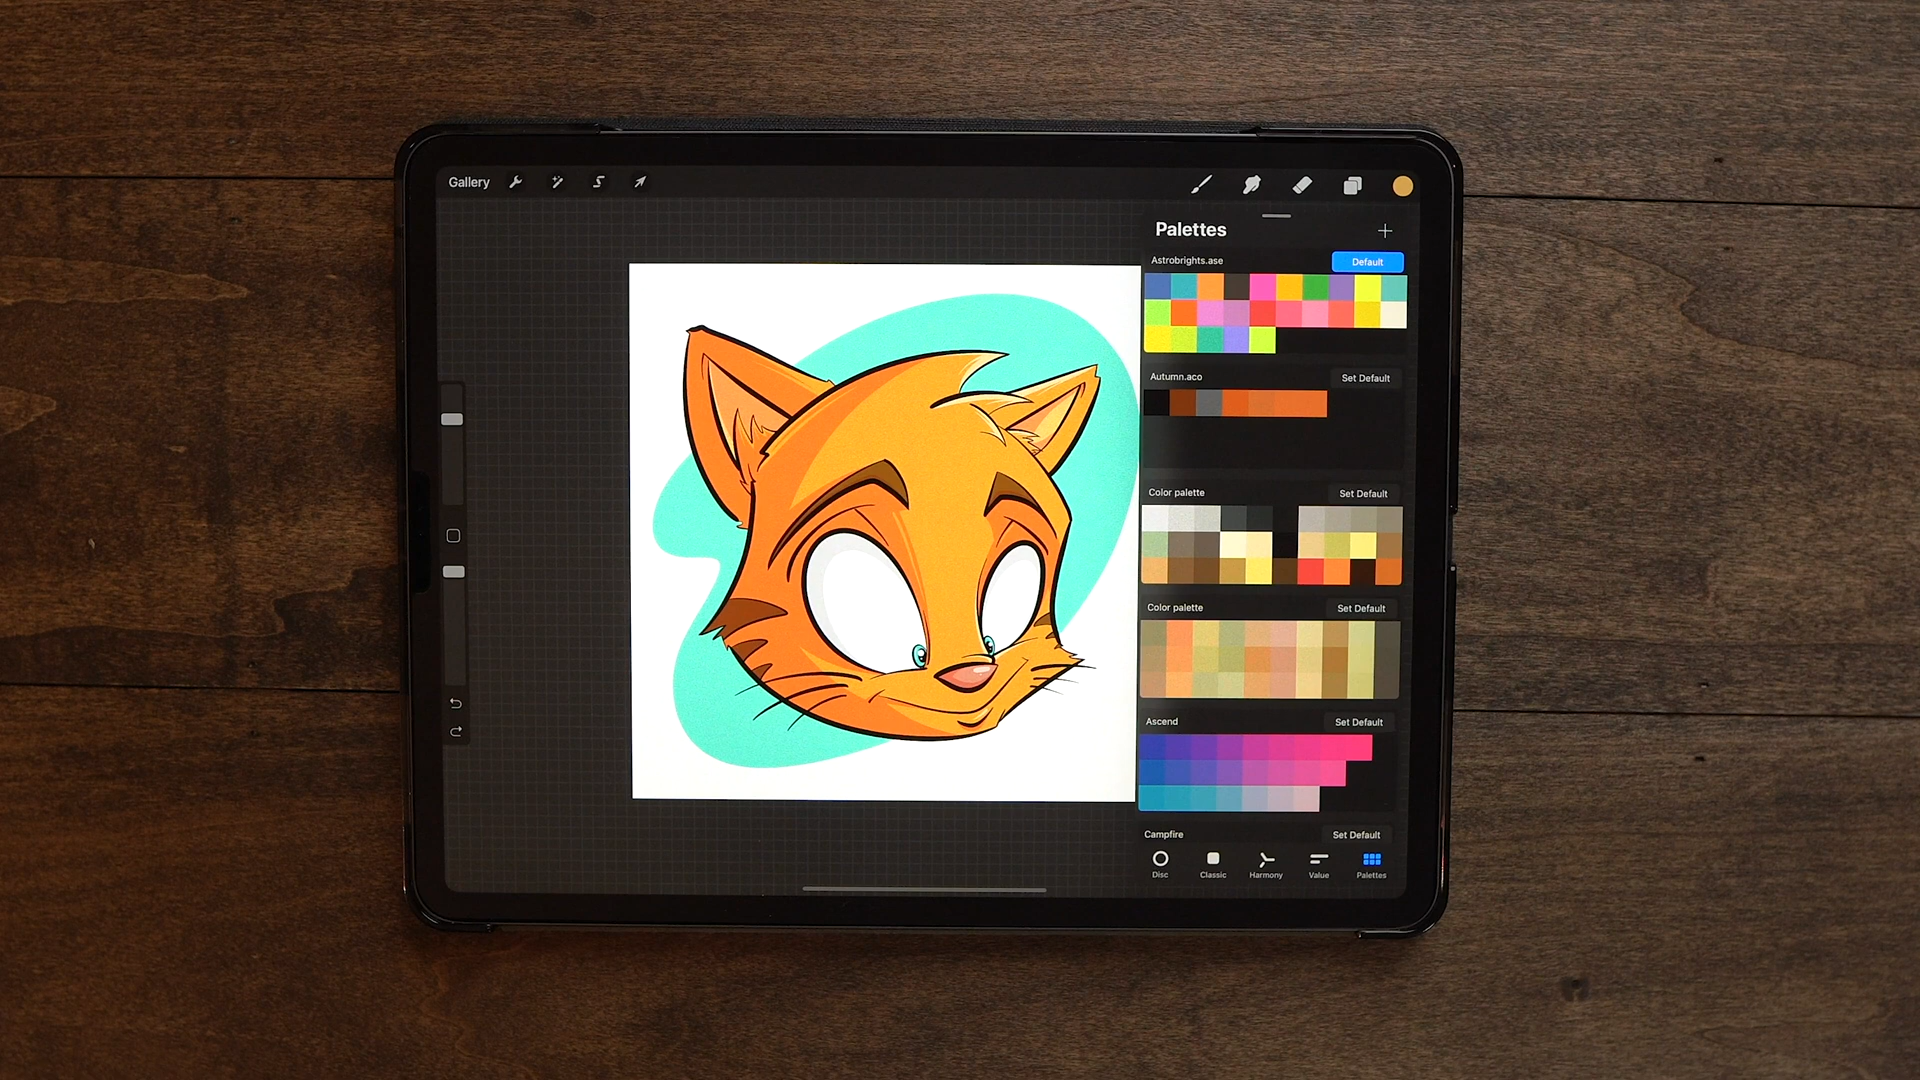 Gallery
Palettes
Astrobrights.ase
Default
Autumn.aco
Set Default
Color palette
Set Default
Color palette
Set Default
Ascend
Set Default
Campfire
Set Default
Disc
Classic
Harmony
Value
Palettes